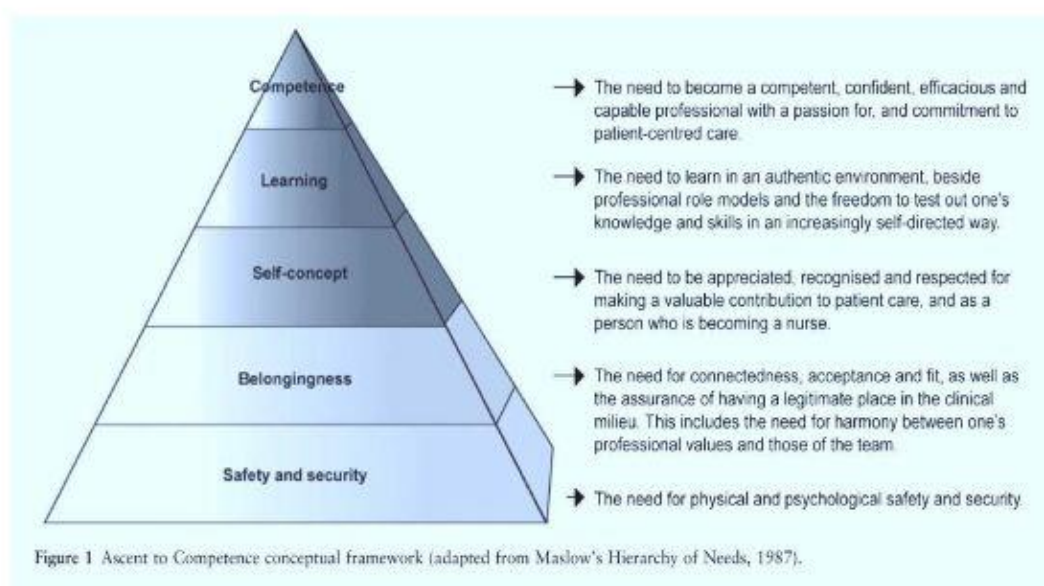 Competence
The need to become a competent, confident, efficacious and
capable professional with a passion for, and commitment to
patient-centred care.
Learning
The need to learn in an authentic environment, beside
professional role models and the freedom to test out one's
knowledge and skills in an increasingly self-directed way.
Self-concept
The need to be appreciated, recognised and respected for
making a valuable contribution to patient care, and as a
person who is becoming a nurse.
Belongingness
The need for connectedness, acceptance and fit, as well as
the assurance of having a legitimate place in the clinical
milieu. This includes the need for harmony between one's
professional values and those of the team.
Safety and security
The need for physical and psychological safety and security.
Figure 1 Ascent to Competence conceptual framework (adapted from Maslow's Hierarchy of Needs, 1987).